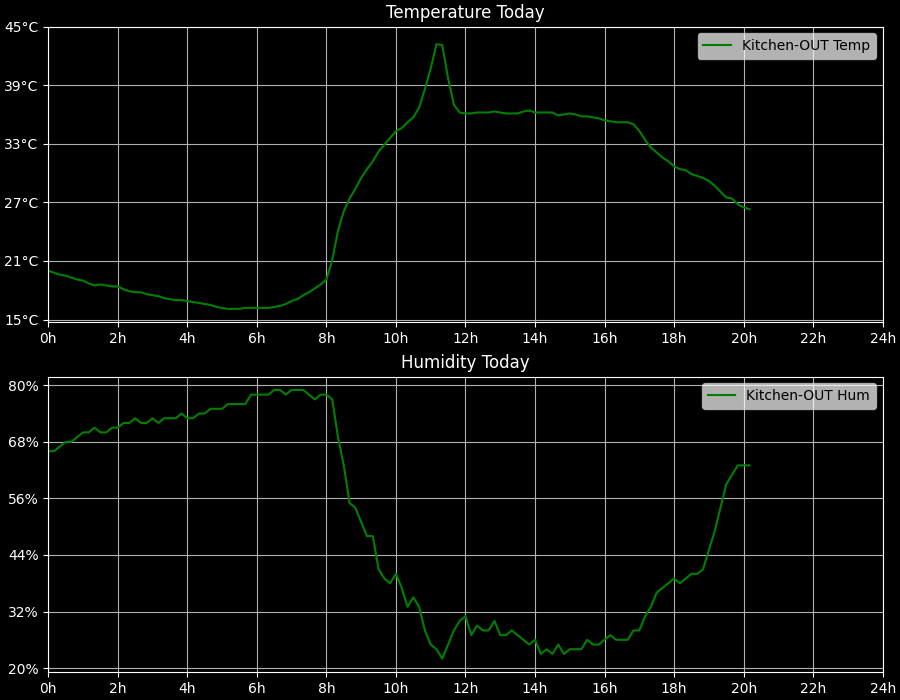 Temperature Today
Kitchen-OUT Temp
45°C
39°C
33°C
27°C
21°C
15°C
0h 2h 4h 6h 8h 10h 12h 14h 16h 18h 20h 22h 24h
Humidity Today
Kitchen-OUT Hum
80%
68%
56%
44%
32%
20%
0h 2h 4h 6h 8h 10h 12h 14h 16h 18h 20h 22h 24h